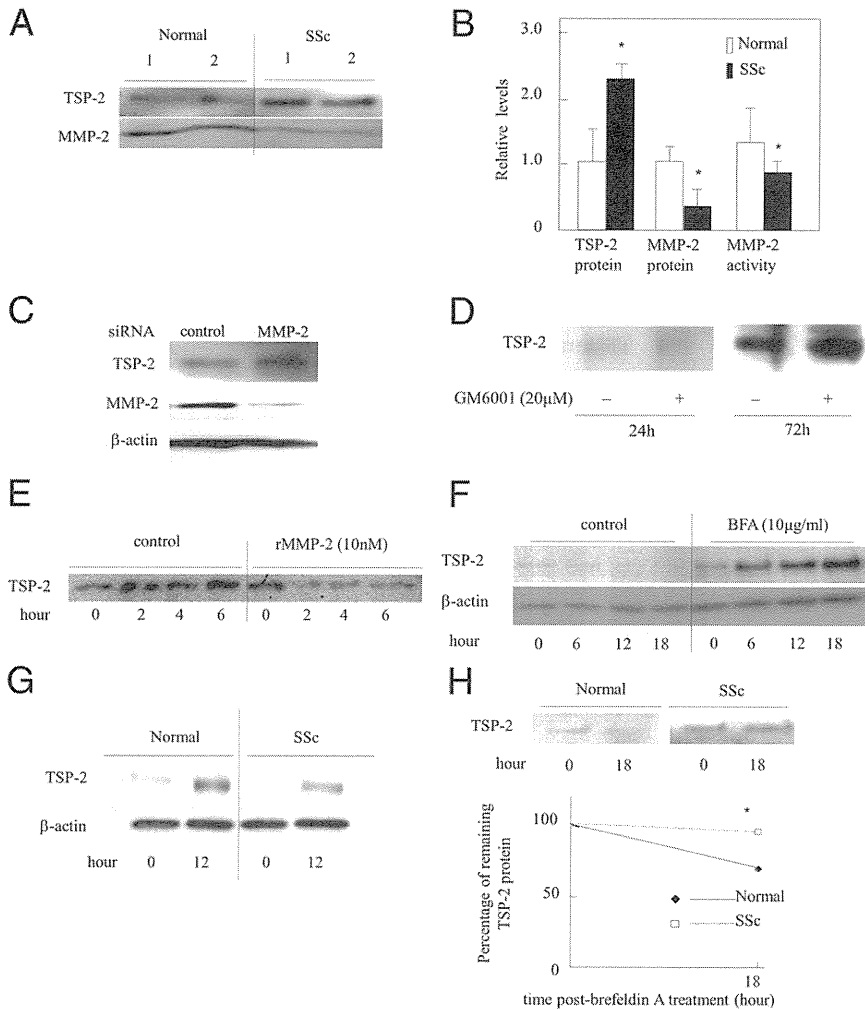 A
Normal SSc
1 2 1 2
TSP-2
MMP-2
B
3.0
2.0
1.0
0
Relative levels
Normal
SSc
* * *
TSP-2 protein
MMP-2 protein
MMP-2 activity
C
siRNA control MMP-2
TSP-2
MMP-2
β-actin
D
TSP-2
GM6001 (20μM) – + – +
24h 72h
E
control rMMP-2 (10nM)
TSP-2
hour 0 2 4 6 0 2 4 6
F
control BFA (10μg/ml)
TSP-2
β-actin
hour 0 6 12 18 0 6 12 18
G
Normal SSc
TSP-2
β-actin
hour 0 12 0 12
H
Normal SSc
TSP-2
hour 0 18 0 18
100
50
0
Percentage of remaining
TSP-2 protein
*
Normal
SSc
18
time post-brefeldin A treatment (hour)